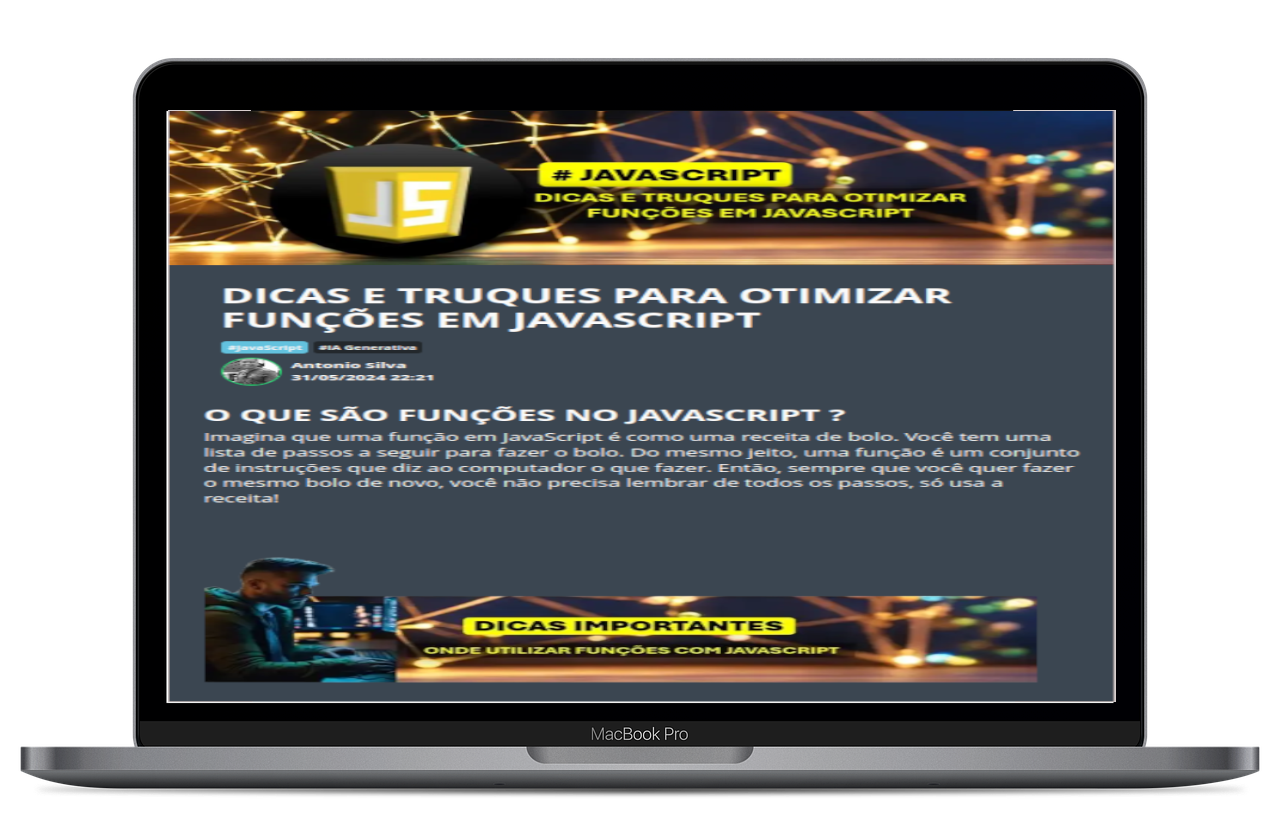 JS
# JAVASCRIPT
DICAS E TRUQUES PARA OTIMIZAR
FUNÇÕES EM JAVASCRIPT
DICAS E TRUQUES PARA OTIMIZAR
FUNÇÕES EM JAVASCRIPT
#JavaScript #IA Generativa
Antonio Silva
31/05/2024 22:21
O QUE SÃO FUNÇÕES NO JAVASCRIPT ?
Imagina que uma função em JavaScript é como uma receita de bolo. Você tem uma
lista de passos a seguir para fazer o bolo. Do mesmo jeito, uma função é um conjunto
de instruções que diz ao computador o que fazer. Então, sempre que você quer fazer
o mesmo bolo de novo, você não precisa lembrar de todos os passos, só usa a
receita!
DICAS IMPORTANTES
ONDE UTILIZAR FUNÇÕES COM JAVASCRIPT
MacBook Pro